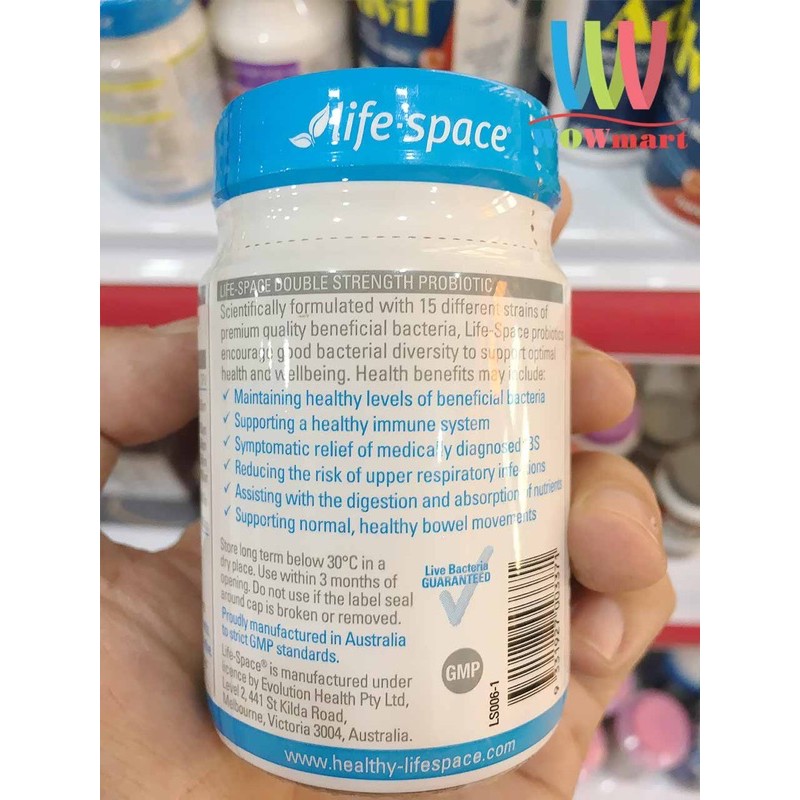 life-space®
WOWmart
LIFE-SPACE DOUBLE STRENGTH PROBIOTIC
Scientifically formulated with 15 different strains of
premium quality beneficial bacteria, Life-Space probiotics
encourage good bacterial diversity to support optimal
health and wellbeing. Health benefits may include:
✓ Maintaining healthy levels of beneficial bacteria
✓ Supporting a healthy immune system
✓ Symptomatic relief of medically diagnosed IBS
✓ Reducing the risk of upper respiratory infections
✓ Assisting with the digestion and absorption of nutrients
✓ Supporting normal, healthy bowel movements
Store long term below 30°C in a
dry place. Use within 3 months of
opening. Do not use if the label seal
around cap is broken or removed.
Proudly manufactured in Australia
to strict GMP standards.
Life-Space® is manufactured under
licence by Evolution Health Pty Ltd,
Level 2, 441 St Kilda Road,
Melbourne, Victoria 3004, Australia.
Live Bacteria
GUARANTEED
GMP
LS006-1
www.healthy-lifespace.com